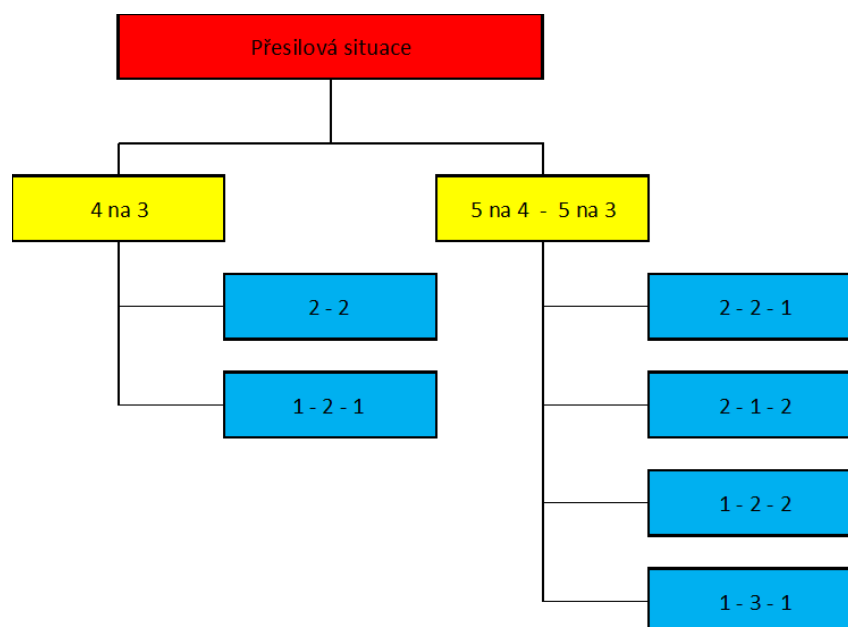 Přesilová situace
4 na 3
5 na 4 - 5 na 3
2 - 2
2 - 2 - 1
1 - 2 - 1
2 - 1 - 2
1 - 2 - 2
1 - 3 - 1